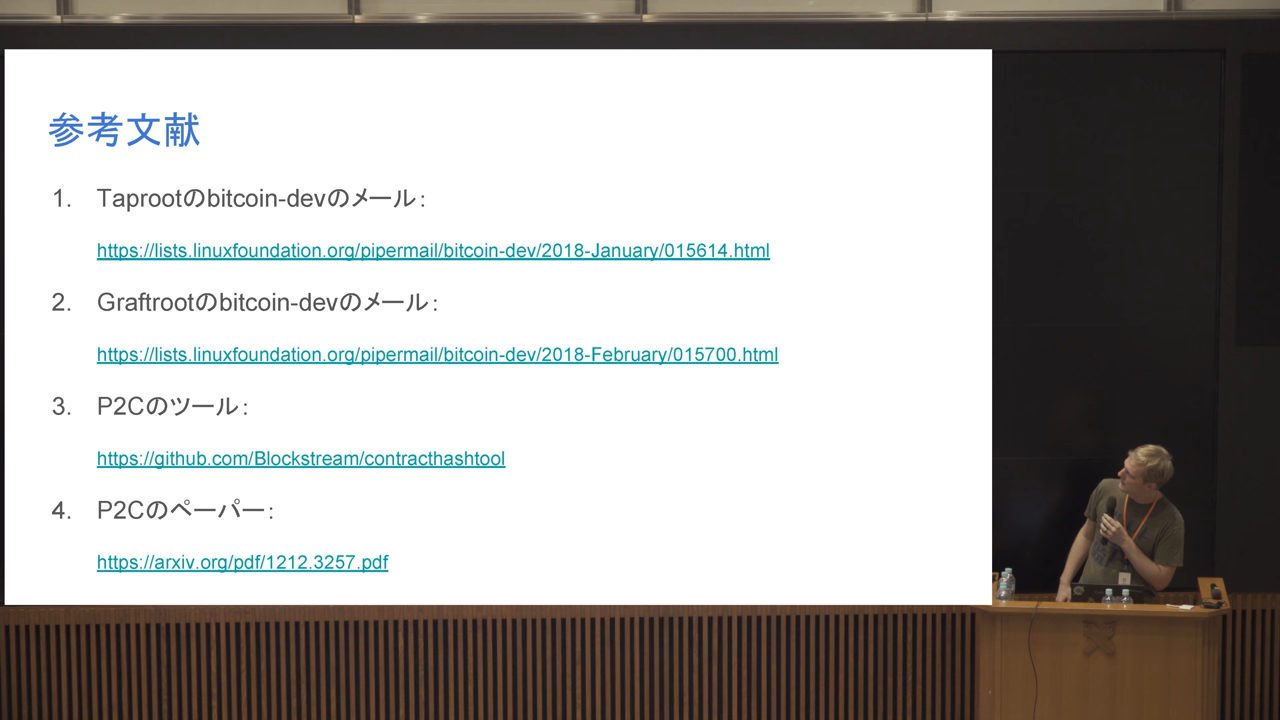 参考文献
1. Taprootのbitcoin-devのメール：
https://lists.linuxfoundation.org/pipermail/bitcoin-dev/2018-January/015614.html
2. Graftrootのbitcoin-devのメール：
https://lists.linuxfoundation.org/pipermail/bitcoin-dev/2018-February/015700.html
3. P2Cのツール：
https://github.com/Blockstream/contracthashtool
4. P2Cのペーパー：
https://arxiv.org/pdf/1212.3257.pdf